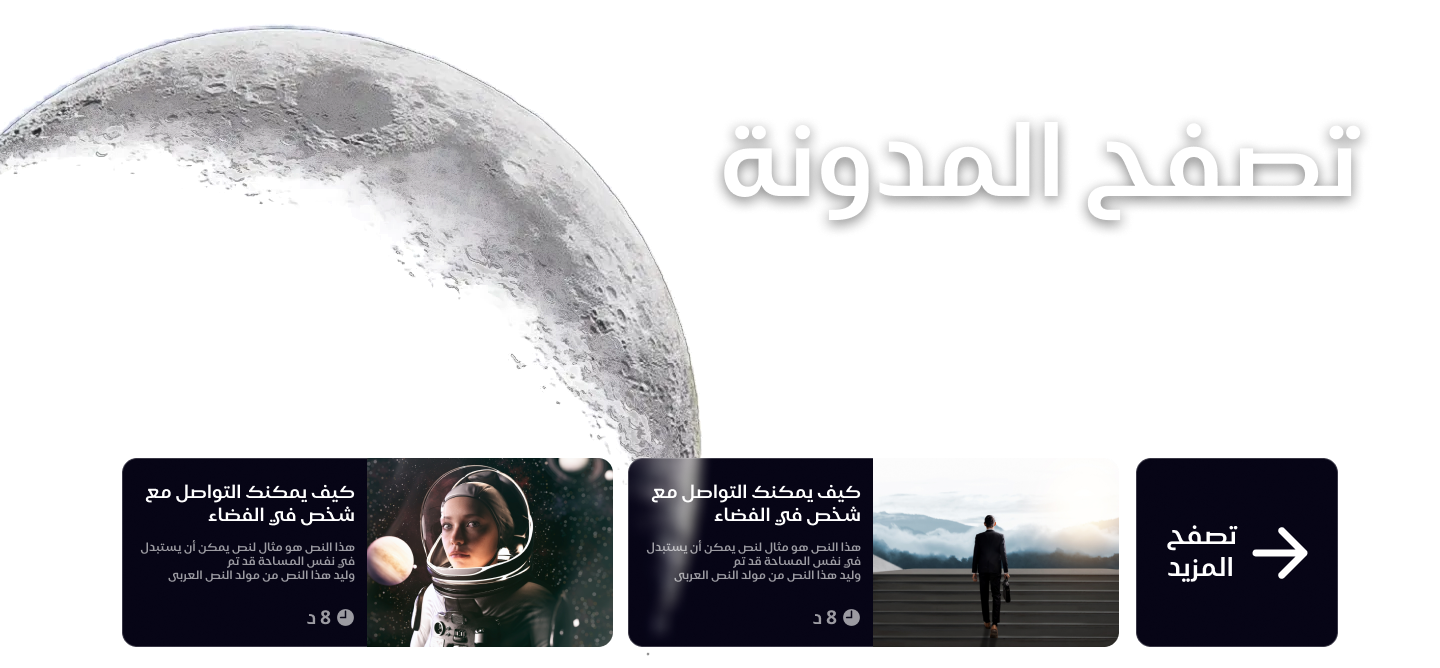 تصفح المدونة
تصفح
المزيد
كيف يمكنك التواصل مع
شخص في الفضاء
هذا النص هو مثال لنص يمكن أن يستبدل
في نفس المساحة قد تم
وليد هذا النص من مولد النص العربى
8 د
كيف يمكنك التواصل مع
شخص في الفضاء
هذا النص هو مثال لنص يمكن أن يستبدل
في نفس المساحة قد تم
وليد هذا النص من مولد النص العربى
8 د